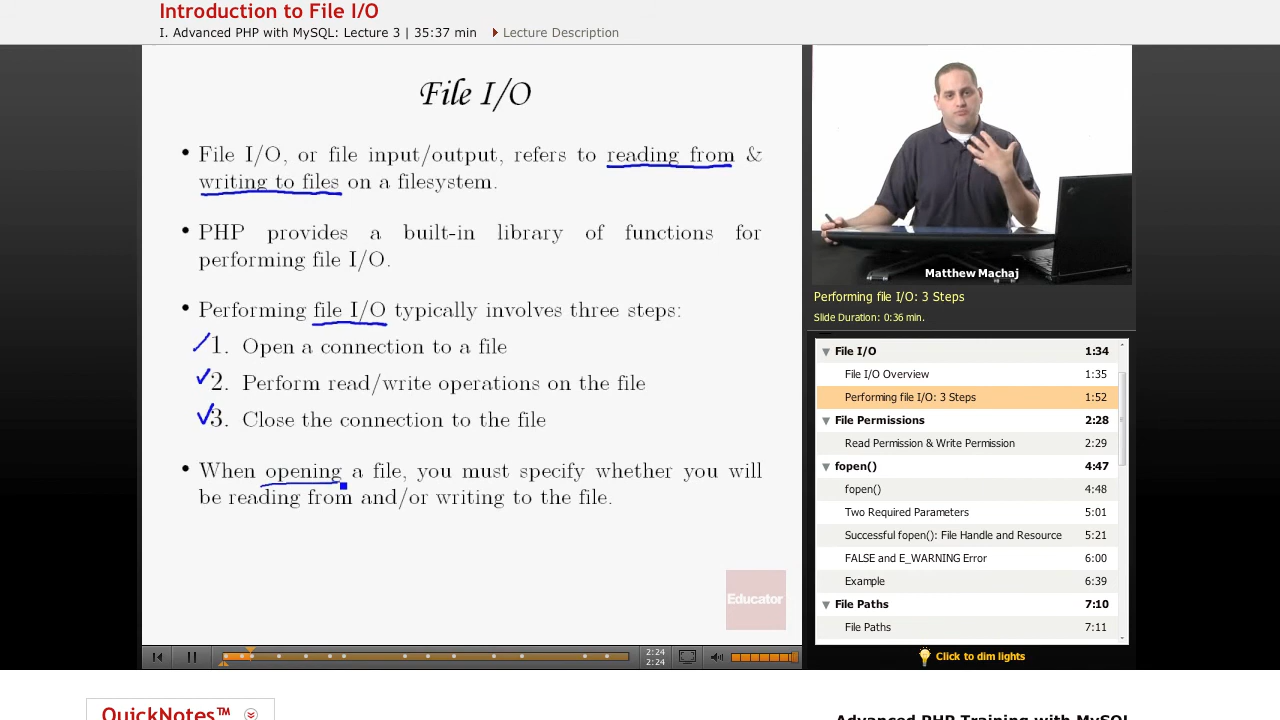 Introduction to File I/O
I. Advanced PHP with MySQL: Lecture 3 | 35:37 min
Lecture Description
File I/O
• File I/O, or file input/output, refers to reading from &
writing to files on a filesystem.
• PHP provides a built-in library of functions for
performing file I/O.
• Performing file I/O typically involves three steps:
1. Open a connection to a file
2. Perform read/write operations on the file
3. Close the connection to the file
• When opening a file, you must specify whether you will
be reading from and/or writing to the file.
Educator
2:24
2:24
Matthew Machaj
Performing file I/O: 3 Steps
Slide Duration: 0:36 min.
File I/O 1:34
File I/O Overview 1:35
Performing file I/O: 3 Steps 1:52
File Permissions 2:28
Read Permission & Write Permission 2:29
fopen() 4:47
fopen() 4:48
Two Required Parameters 5:01
Successful fopen(): File Handle and Resource 5:21
FALSE and E_WARNING Error 6:00
Example 6:39
File Paths 7:10
File Paths 7:11
Click to dim lights
QuickNotes™
Advanced PHP Training with MySQL